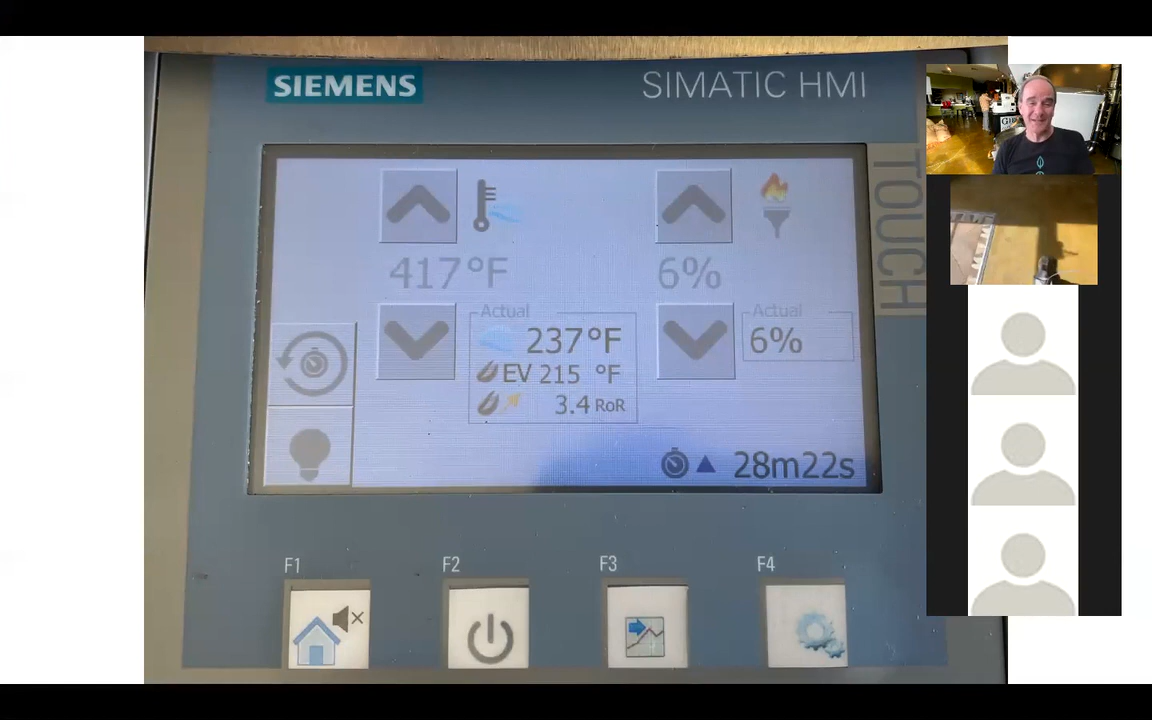 SIEMENS
SIMATIC HMI
TOUCH
417°F
6%
Actual
237°F
EV 215 °F
3.4 RoR
Actual
6%
28m22s
F1
F2
F3
F4